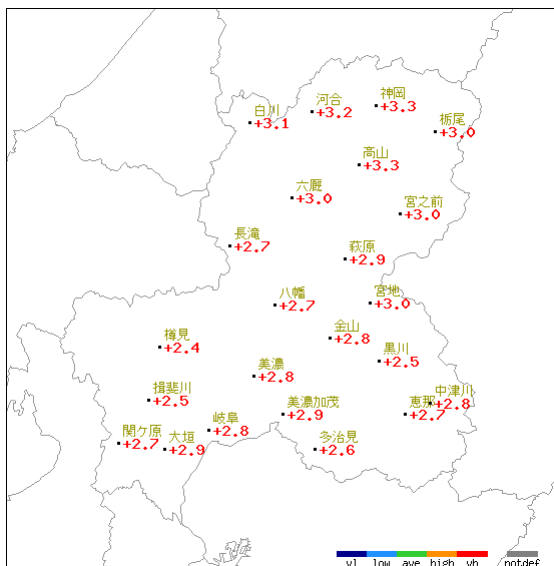 神岡
+3.3
河合
+3.2
白川
+3.1
栃尾
+3.0
高山
+3.3
六厩
+3.0
宮之前
+3.0
長滝
+2.7
萩原
+2.9
八幡
+2.7
宮地
+3.0
金山
+2.8
樽見
+2.4
黒川
+2.5
美濃
+2.8
揖斐川
+2.5
中津川
+2.8
美濃加茂
+2.9
恵那
+2.7
岐阜
+2.8
関ケ原
+2.7
大垣
+2.9
多治見
+2.6
vl low ave high vh notdef